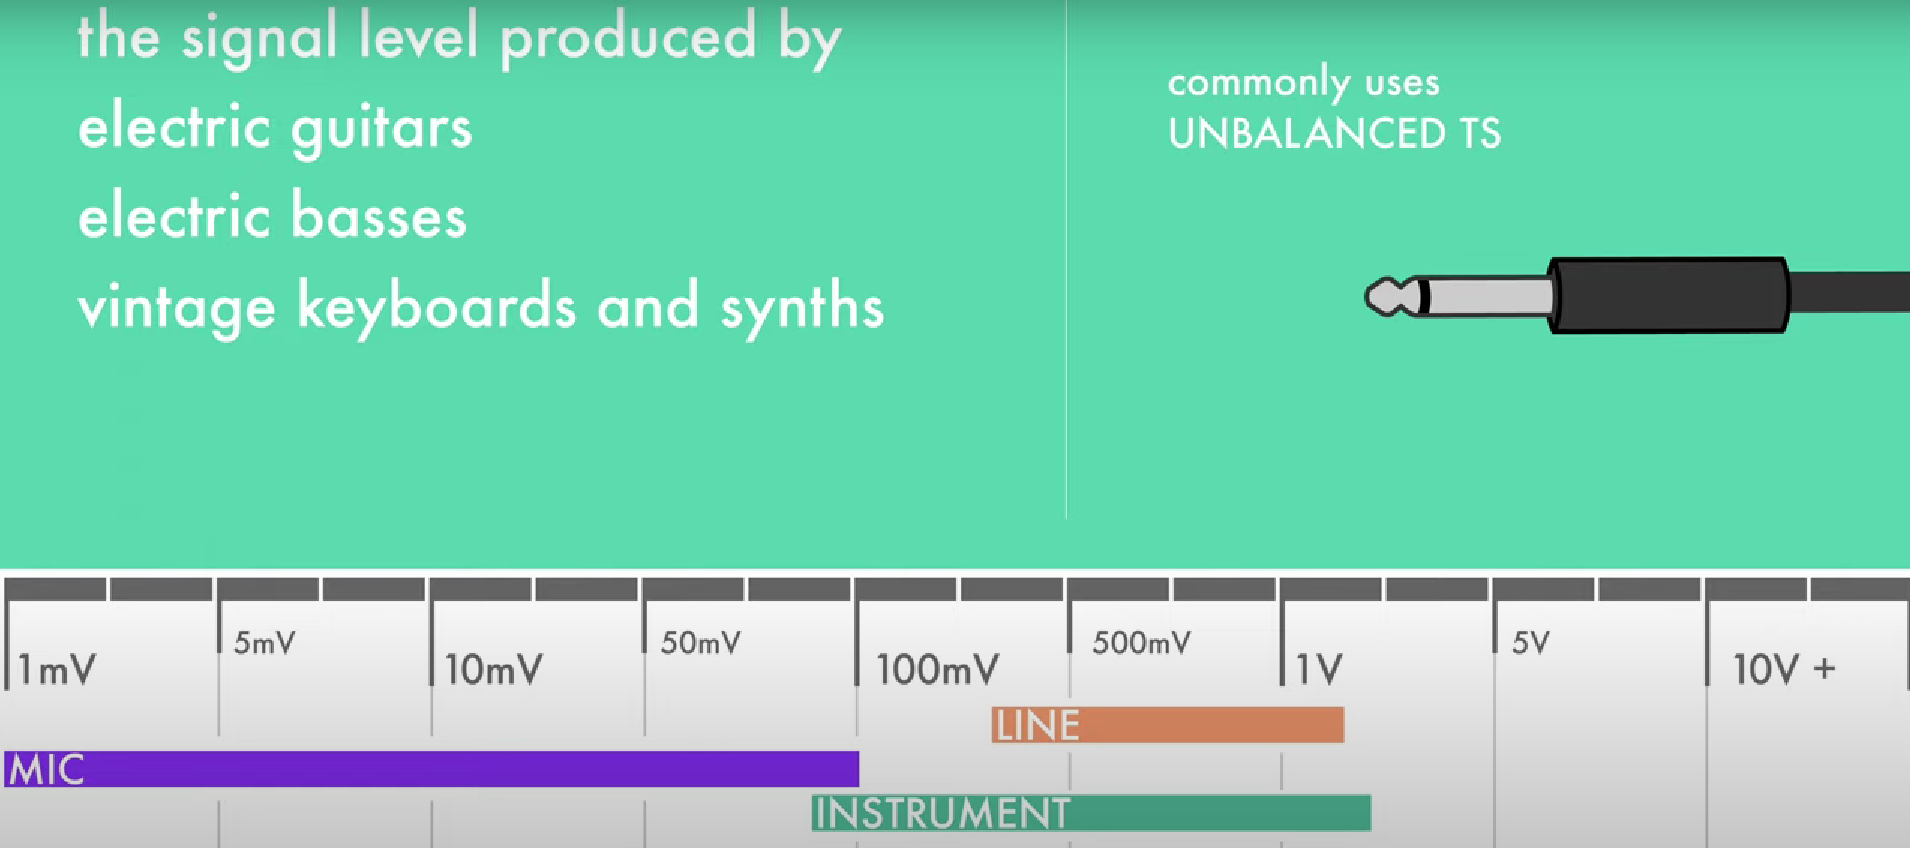 the signal level produced by
electric guitars
electric basses
vintage keyboards and synths
commonly uses
UNBALANCED TS
1mV
5mV
10mV
50mV
100mV
500mV
1V
5V
10V +
LINE
MIC
INSTRUMENT